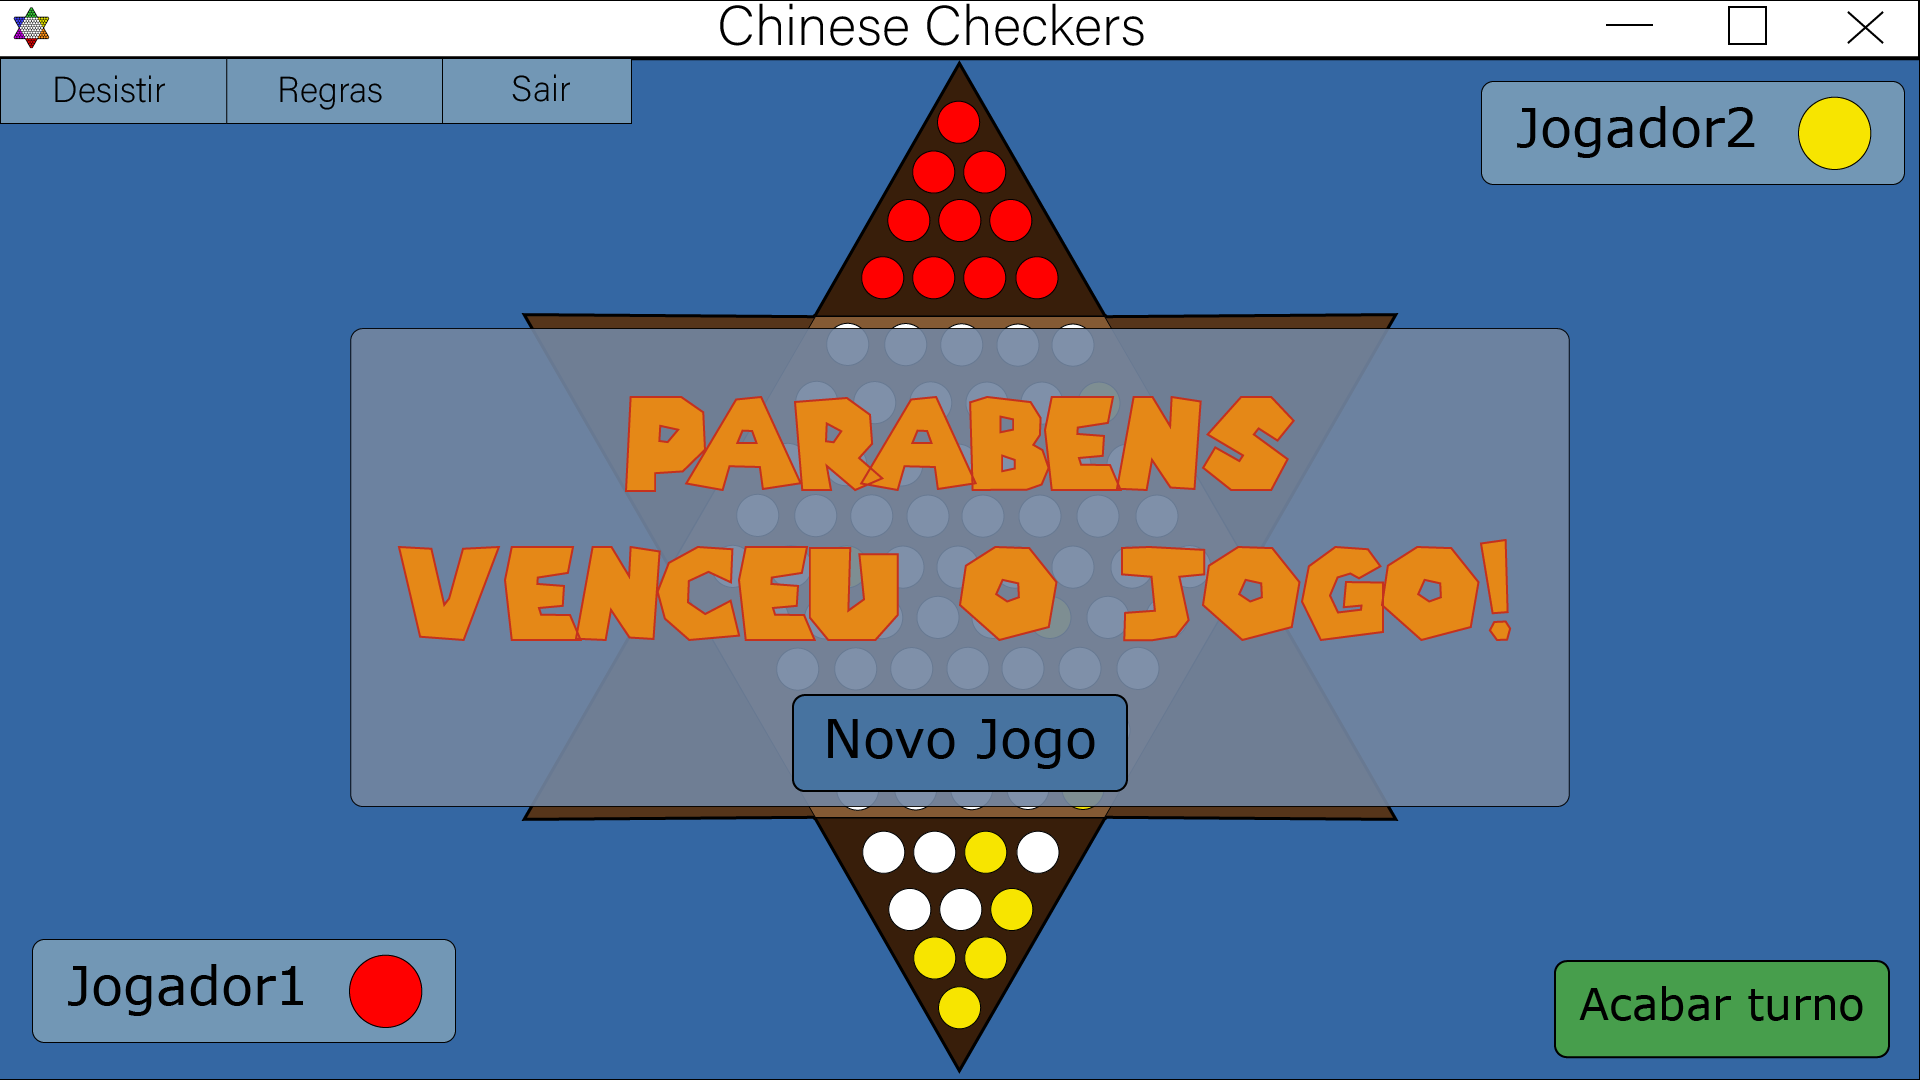 Chinese Checkers
Desistir
Regras
Sair
Jogador2
PARABENS
VENCEU O JOGO!
Novo Jogo
Jogador1
Acabar turno